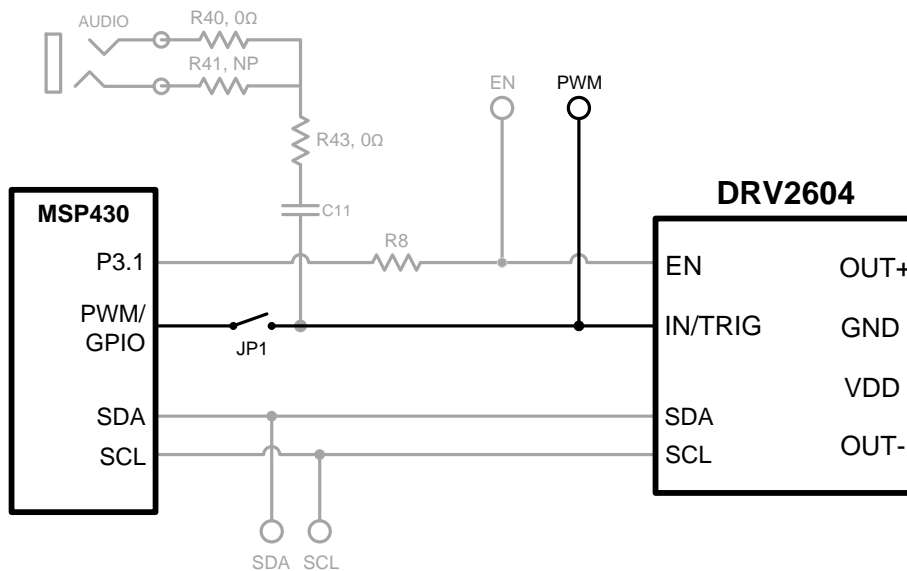 AUDIO
R40, 0Ω
R41, NP
R43, 0Ω
C11
EN
PWM
MSP430
DRV2604
P3.1
R8
EN
OUT+
PWM/
GPIO
JP1
IN/TRIG
GND
VDD
SDA
SDA
SCL
SCL
OUT-
SDA
SCL